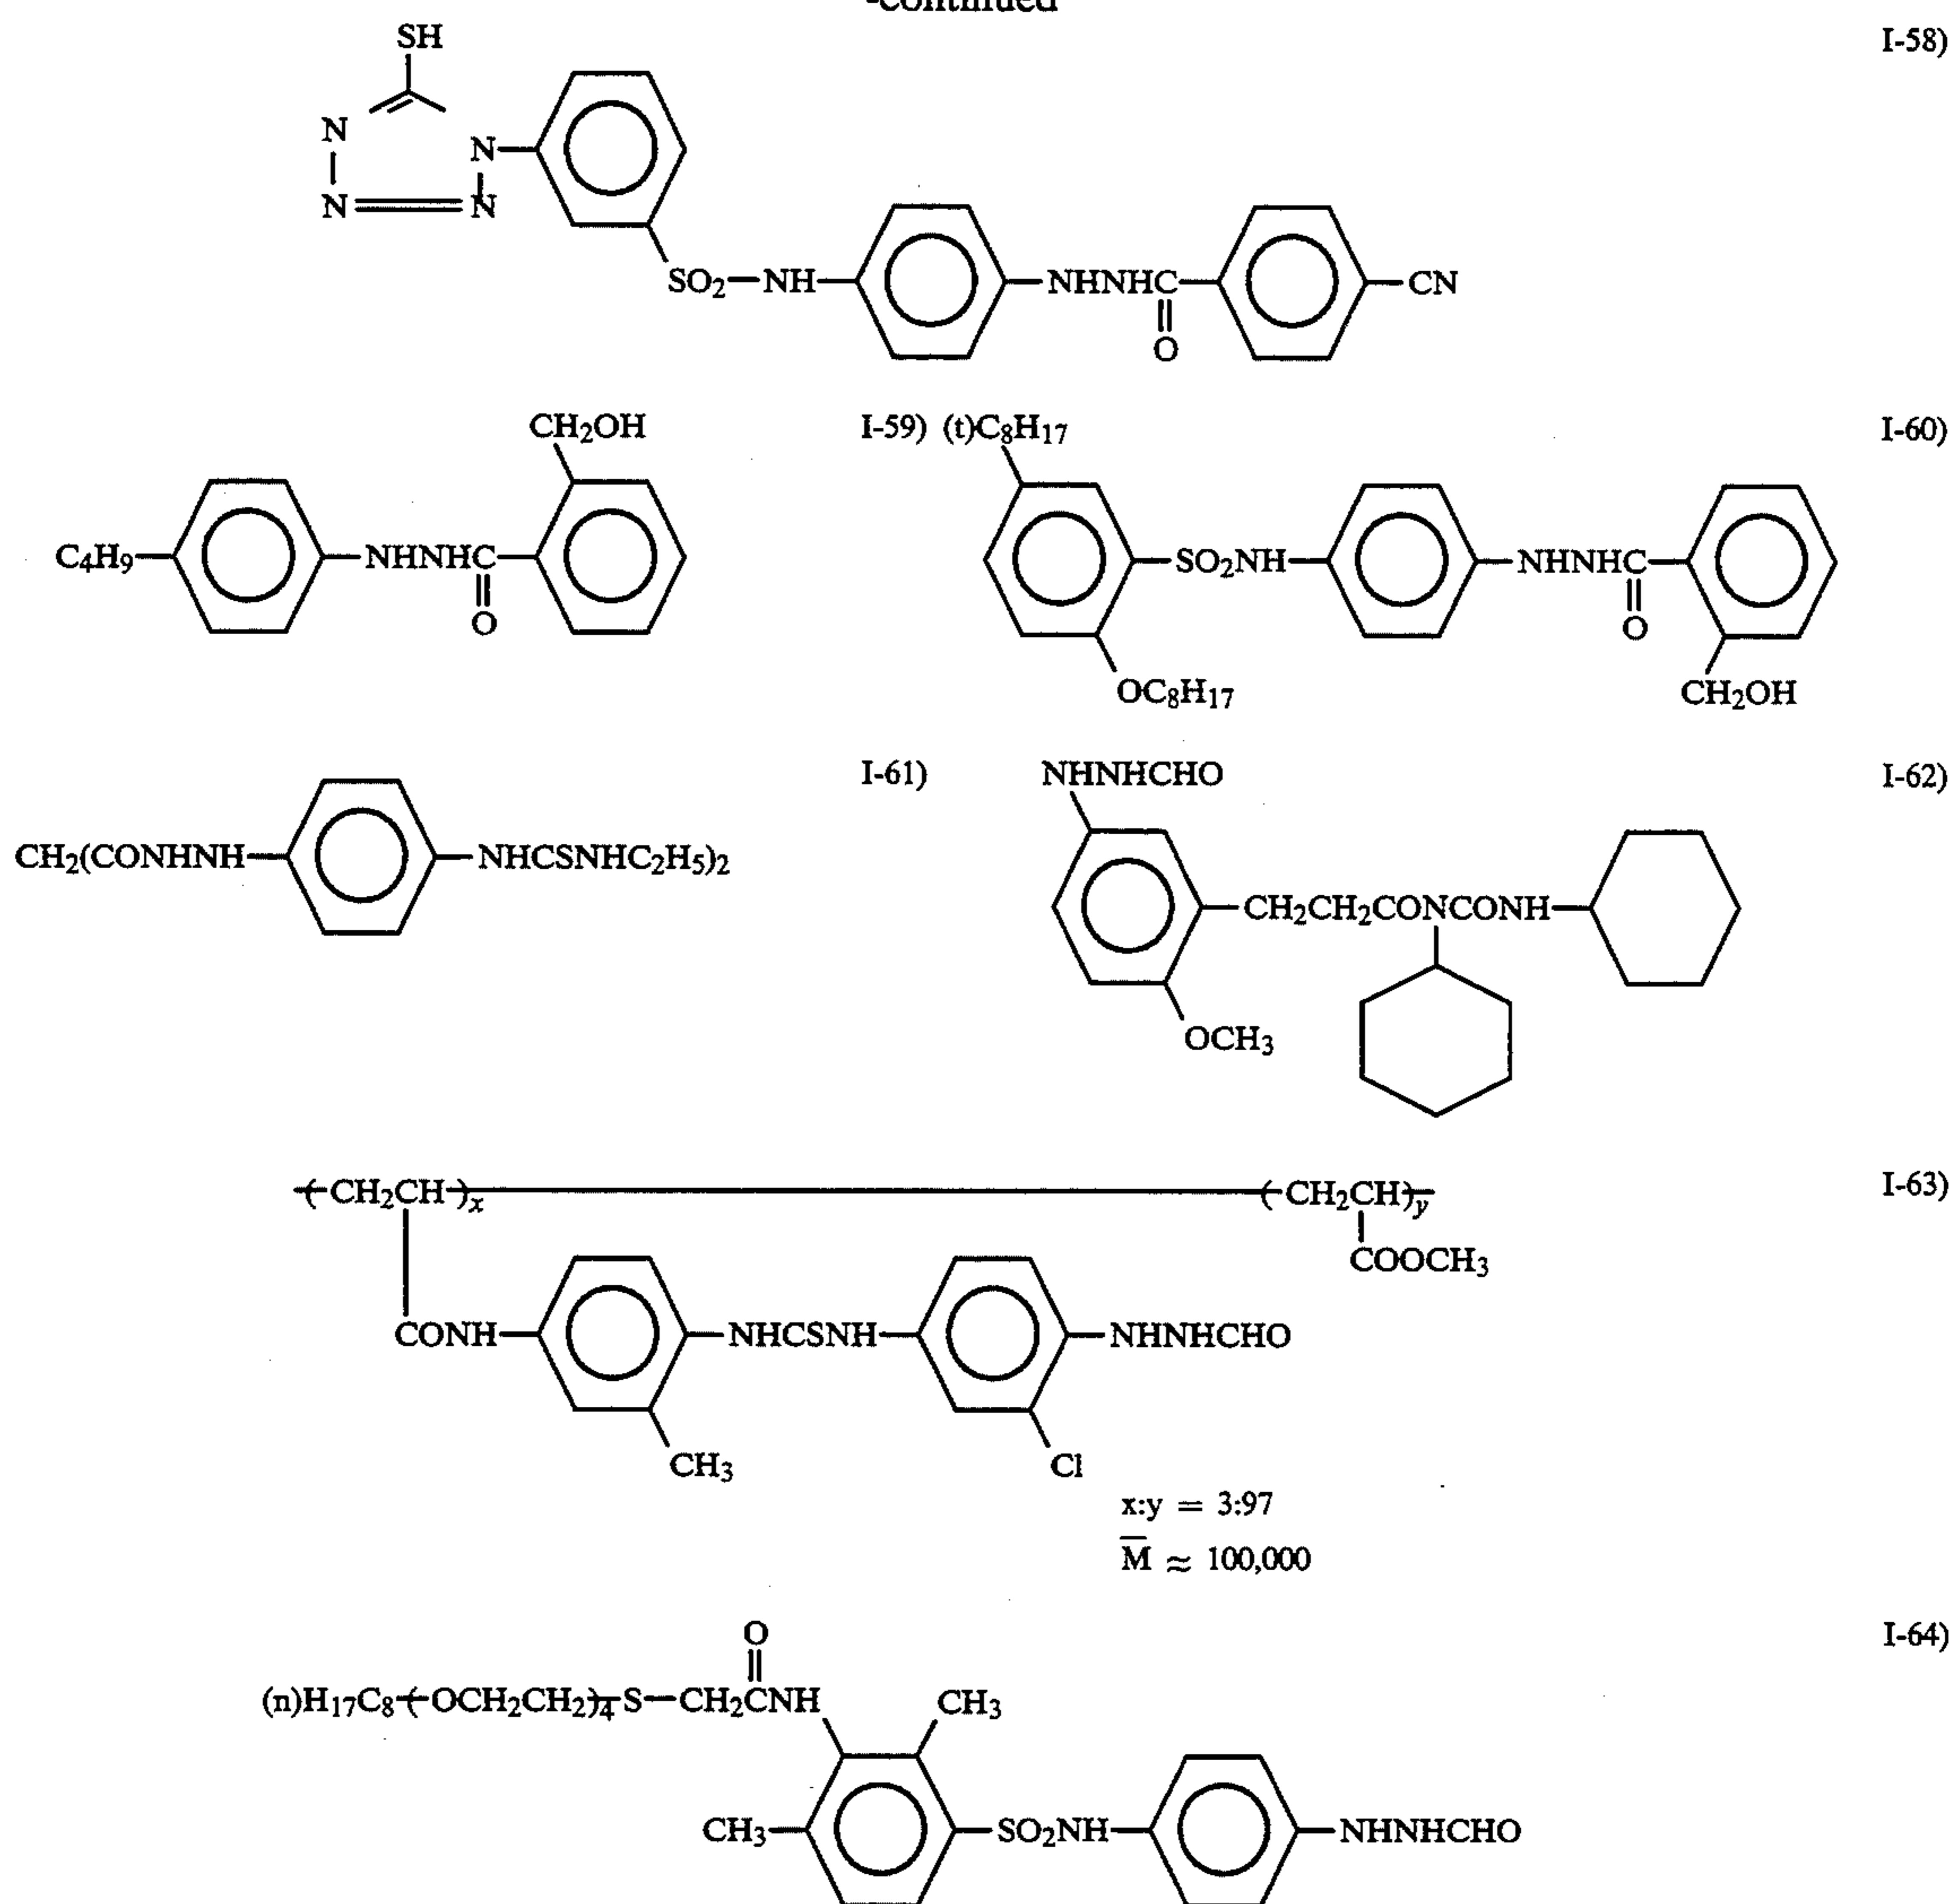 -continued
SH
I-58)
N
N
N
N
SO2—NH
NHNHC
CN
O
CH2OH
I-59)
(t)C8H17
I-60)
C4H9
NHNHC
O
SO2NH
NHNHC
O
OC8H17
CH2OH
I-61)
NHNHCHO
I-62)
CH2(CONHNH
NHCSNHC2H5)2
CH2CH2CONCONH
OCH3
(CH2CH)x
(CH2CH)y
I-63)
COOCH3
CONH
NHCSNH
NHNHCHO
CH3
Cl
x:y = 3:97
M̅ ≈ 100,000
O
I-64)
(n)H17C8(OCH2CH2)4S—CH2CNH
CH3
CH3
SO2NH
NHNHCHO